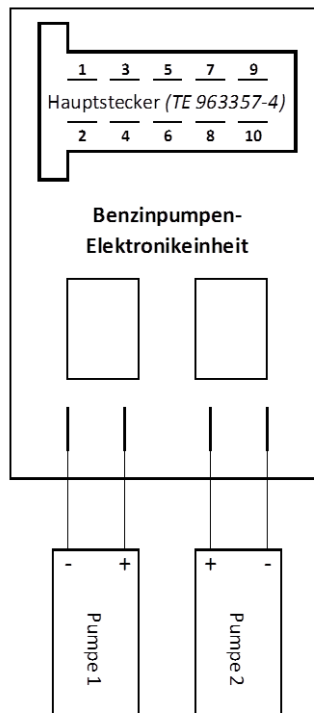 1 3 5 7 9
Hauptstecker (TE 963357-4)
2 4 6 8 10
Benzinpumpen-
Elektronikeinheit
- + + -
Pumpe 1 Pumpe 2